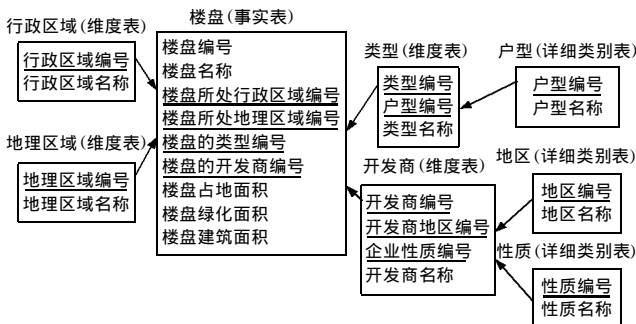 行政区域(维度表)
行政区域编号
行政区域名称
地理区域(维度表)
地理区域编号
地理区域名称
楼盘(事实表)
楼盘编号
楼盘名称
楼盘所处行政区域编号
楼盘所处地理区域编号
楼盘的类型编号
楼盘的开发商编号
楼盘占地面积
楼盘绿化面积
楼盘建筑面积
类型(维度表)
类型编号
户型编号
类型名称
户型(详细类别表)
户型编号
户型名称
开发商(维度表)
开发商编号
开发商地区编号
企业性质编号
开发商名称
地区(详细类别表)
地区编号
地区名称
性质(详细类别表)
性质编号
性质名称